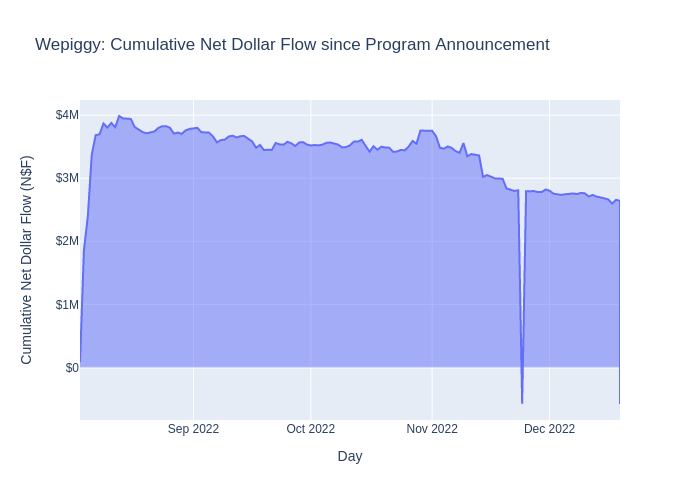 Wepiggy: Cumulative Net Dollar Flow since Program Announcement
Cumulative Net Dollar Flow (N$F)
$4M
$3M
$2M
$1M
$0
Sep 2022
Oct 2022
Nov 2022
Dec 2022
Day